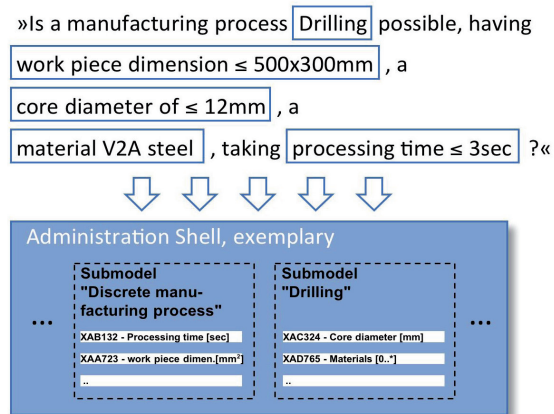 »Is a manufacturing process Drilling possible, having
work piece dimension ≤ 500x300mm , a
core diameter of ≤ 12mm , a
material V2A steel , taking processing time ≤ 3sec ?«
Administration Shell, exemplary
...
Submodel
"Discrete manu-
facturing process"
XAB132 - Processing time [sec]
XAA723 - work piece dimen.[mm²]
..
Submodel
"Drilling"
XAC324 - Core diameter [mm]
XAD765 - Materials [0..*]
..
...